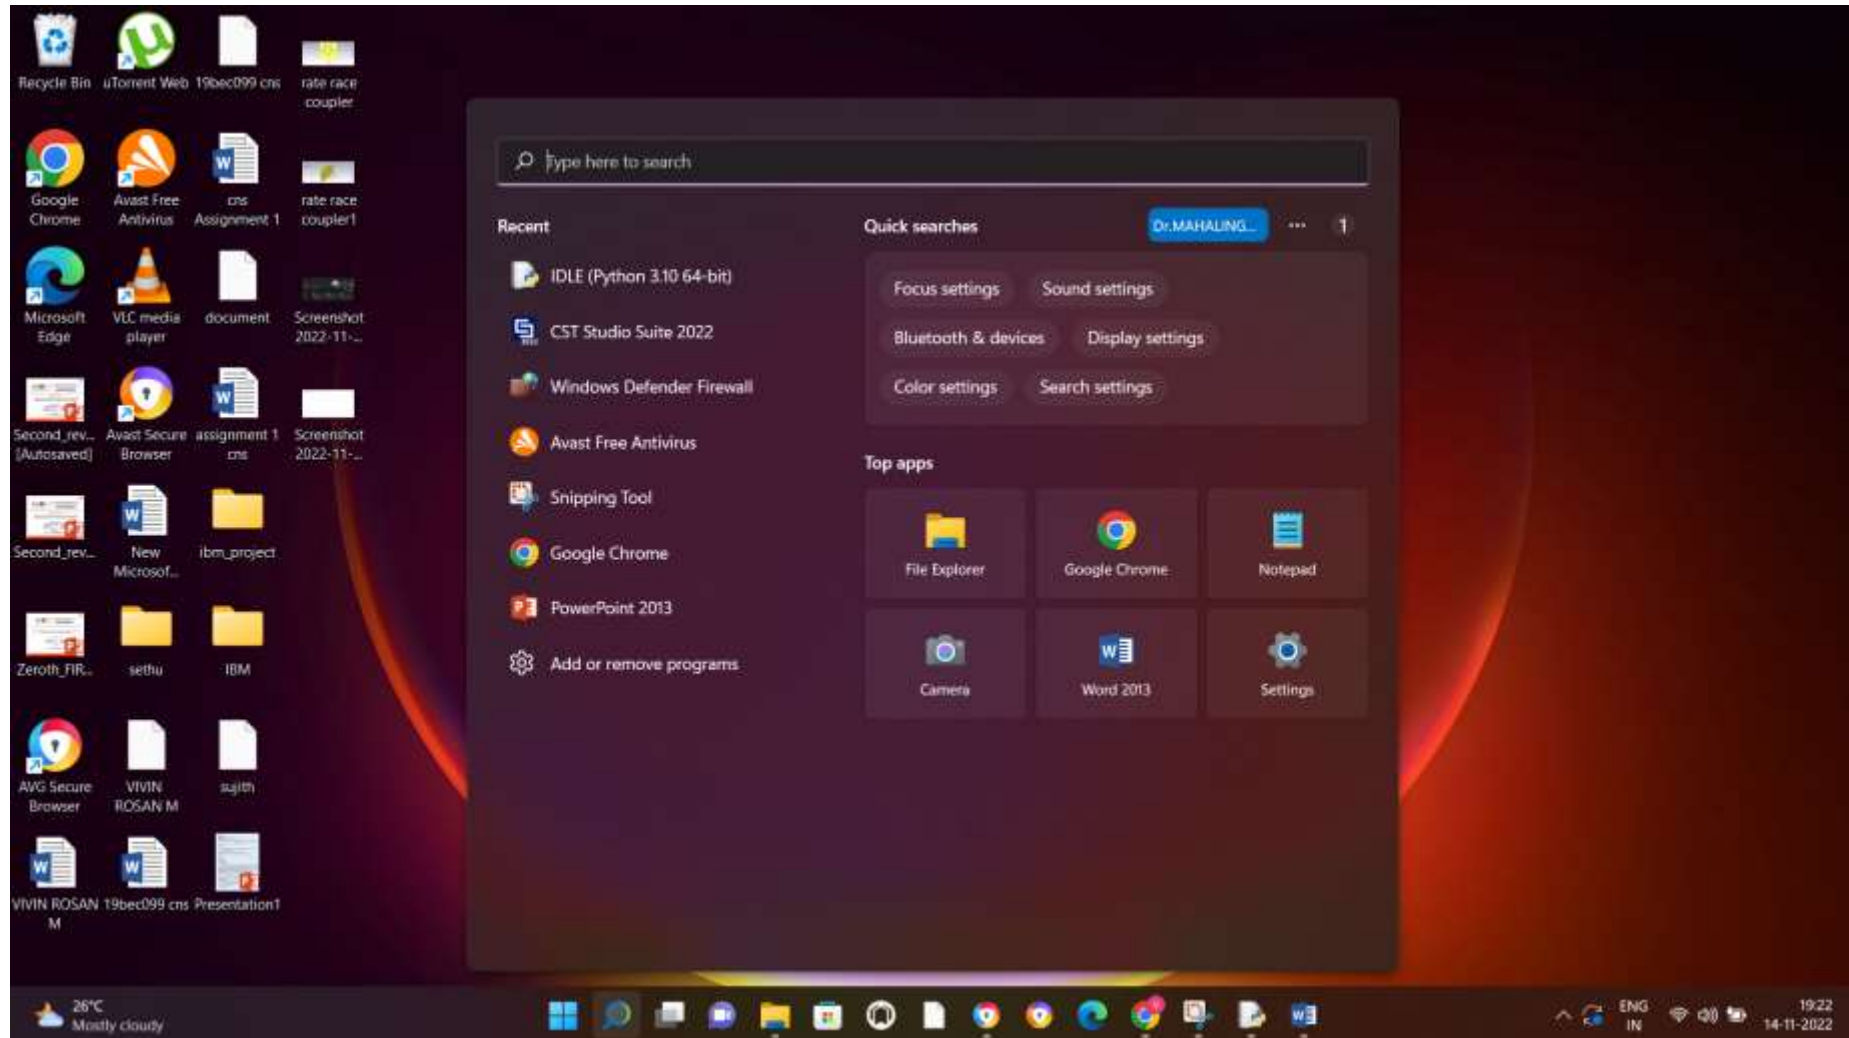 Recycle Bin
uTorrent Web
19bec099 cns
rate race
coupler
Google
Chrome
Avast Free
Antivirus
cns
Assignment 1
rate race
coupler1
Microsoft
Edge
VLC media
player
document
Screenshot
2022-11-...
Second_rev...
[Autosaved]
Avast Secure
Browser
assignment 1
cns
Screenshot
2022-11-...
Second_rev...
New
Microsof...
ibm_project
Zeroth_FIR...
sethu
IBM
AVG Secure
Browser
VIVIN
ROSAN M
sujith
VIVIN ROSAN
M
19bec099 cns
Presentation1
Type here to search
Recent
IDLE (Python 3.10 64-bit)
CST Studio Suite 2022
Windows Defender Firewall
Avast Free Antivirus
Snipping Tool
Google Chrome
PowerPoint 2013
Add or remove programs
Quick searches
Dr.MAHALING...
1
Focus settings
Sound settings
Bluetooth & devices
Display settings
Color settings
Search settings
Top apps
File Explorer
Google Chrome
Notepad
Camera
Word 2013
Settings
26°C
Mostly cloudy
ENG
IN
19:22
14-11-2022